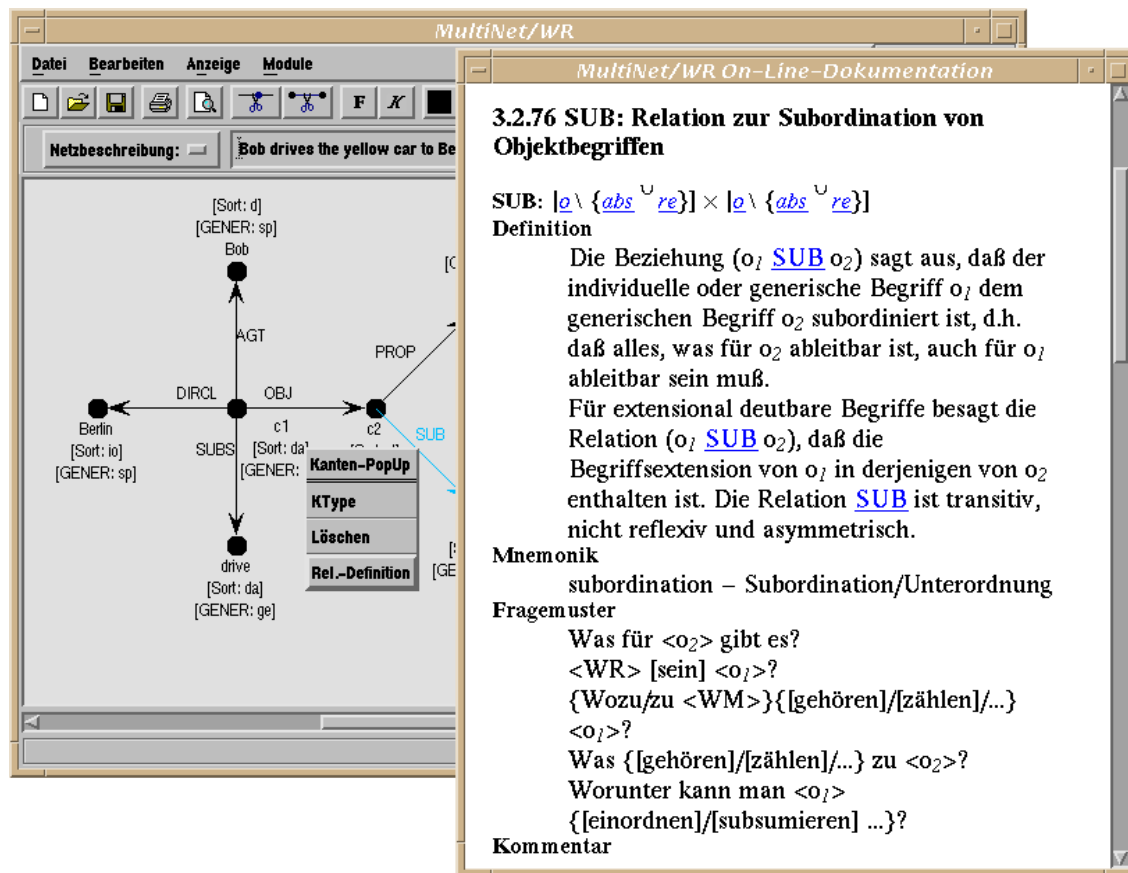 MultiNet/WR
Datei Bearbeiten Anzeige Module
F K
Netzbeschreibung: Bob drives the yellow car to Be
[Sort: d]
[GENER: sp]
Bob
AGT
PROP
DIRCL OBJ
Berlin
[Sort: io]
[GENER: sp]
c1
[Sort: da]
[GENER:
c2
SUB
SUBS
drive
[Sort: da]
[GENER: ge]
Kanten-PopUp
KType
Löschen
Rel.-Definition
[GE
MultiNet/WR On-Line-Dokumentation
3.2.76 SUB: Relation zur Subordination von
Objektbegriffen
SUB: [o \ {abs ∪ re}] × [o \ {abs ∪ re}]
Definition
Die Beziehung (o1 SUB o2) sagt aus, daß der
individuelle oder generische Begriff o1 dem
generischen Begriff o2 subordiniert ist, d.h.
daß alles, was für o2 ableitbar ist, auch für o1
ableitbar sein muß.
Für extensional deutbare Begriffe besagt die
Relation (o1 SUB o2), daß die
Begriffsextension von o1 in derjenigen von o2
enthalten ist. Die Relation SUB ist transitiv,
nicht reflexiv und asymmetrisch.
Mnemonik
subordination – Subordination/Unterordnung
Fragemuster
Was für <o2> gibt es?
<WR> [sein] <o1>?
{Wozu/zu <WM>}{[gehören]/[zählen]/...}
<o1>?
Was {[gehören]/[zählen]/...} zu <o2>?
Worunter kann man <o1>
{[einordnen]/[subsumieren] ...}?
Kommentar